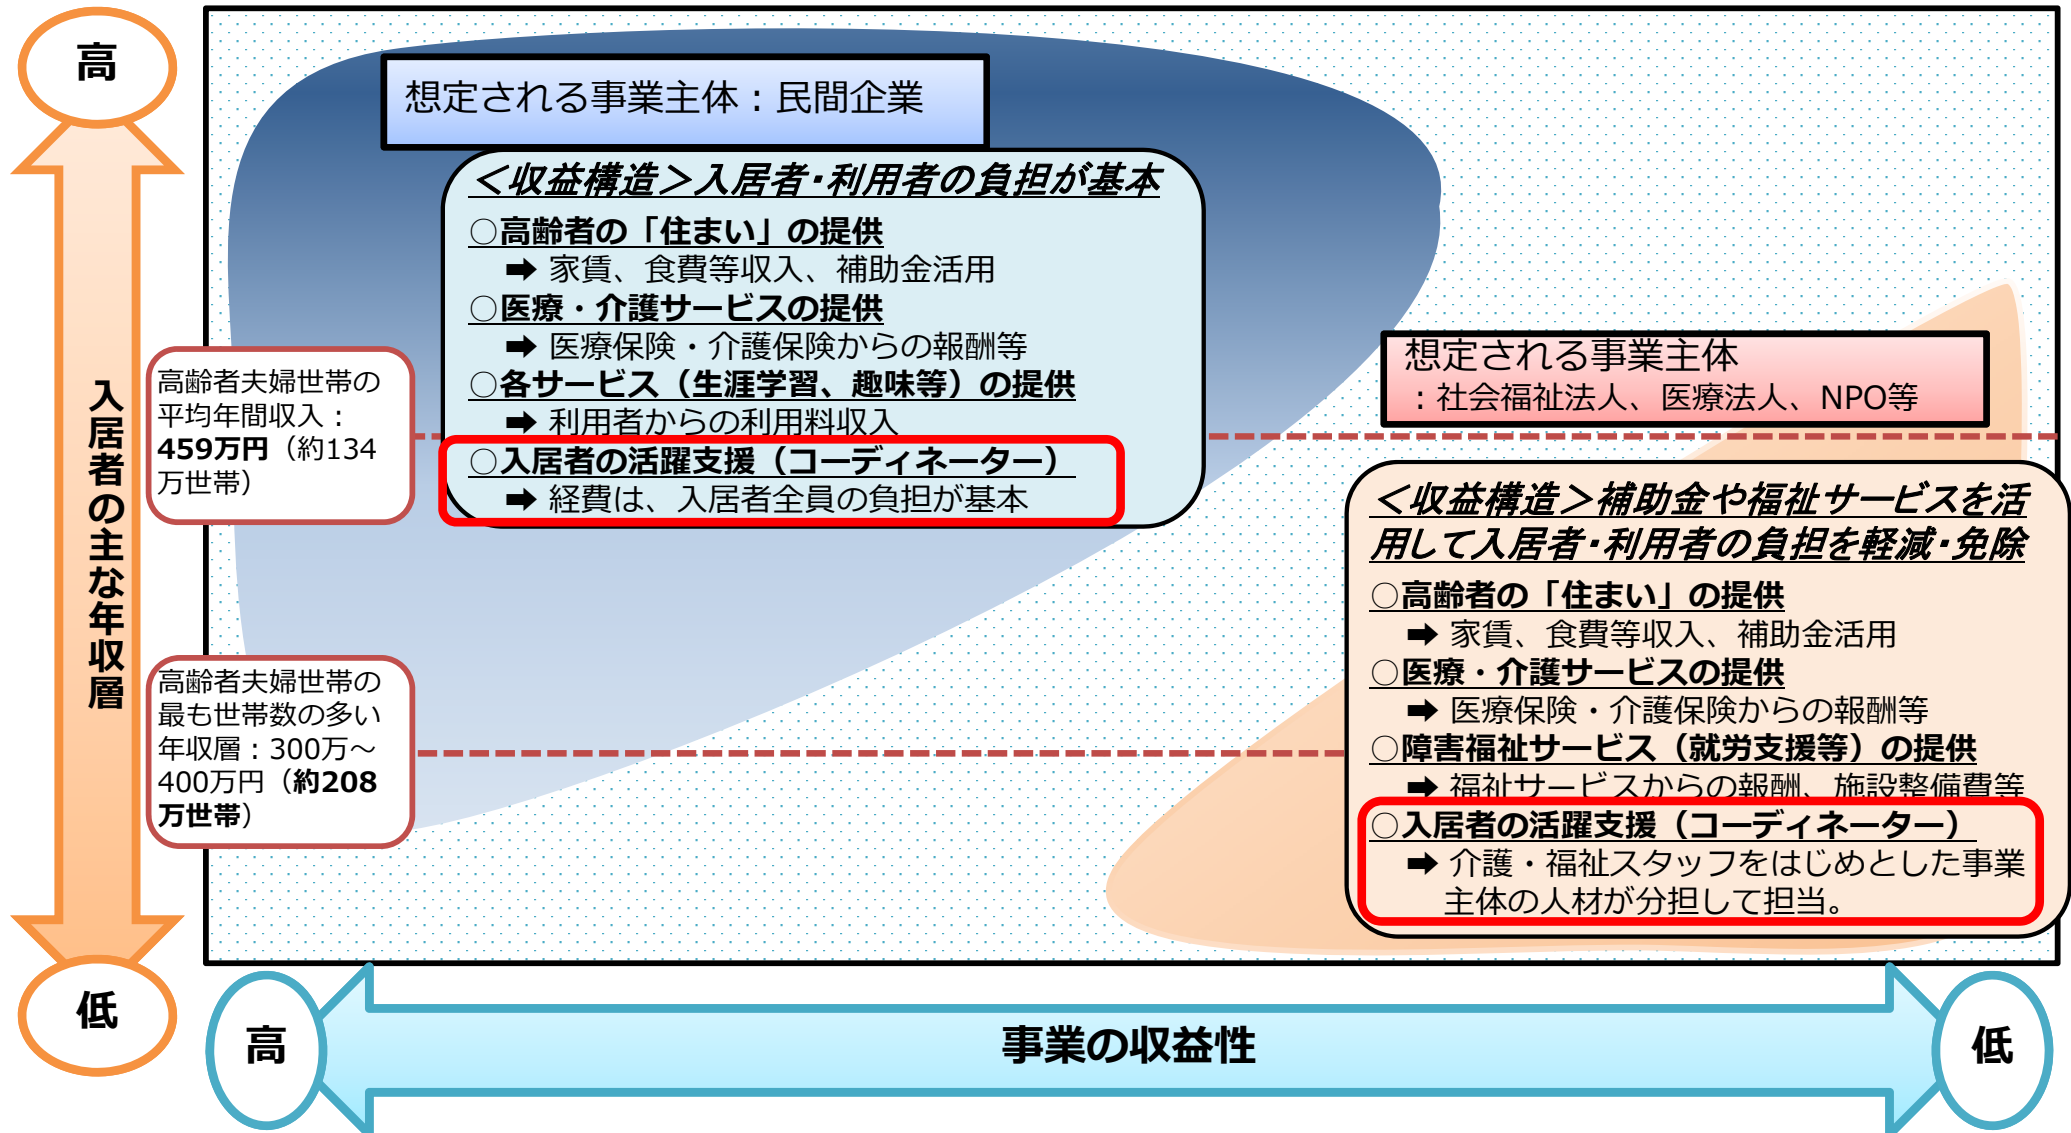 高
想定される事業主体：民間企業
＜収益構造＞入居者・利用者の負担が基本
○高齢者の「住まい」の提供
➡ 家賃、食費等収入、補助金活用
○医療・介護サービスの提供
➡ 医療保険・介護保険からの報酬等
○各サービス（生涯学習、趣味等）の提供
➡ 利用者からの利用料収入
○入居者の活躍支援（コーディネーター）
➡ 経費は、入居者全員の負担が基本
入居者の主な年収層
高齢者夫婦世帯の
平均年間収入：
459万円（約134
万世帯）
高齢者夫婦世帯の
最も世帯数の多い
年収層：300万～
400万円（約208
万世帯）
想定される事業主体
：社会福祉法人、医療法人、NPO等
＜収益構造＞補助金や福祉サービスを活
用して入居者・利用者の負担を軽減・免除
○高齢者の「住まい」の提供
➡ 家賃、食費等収入、補助金活用
○医療・介護サービスの提供
➡ 医療保険・介護保険からの報酬等
○障害福祉サービス（就労支援等）の提供
➡ 福祉サービスからの報酬、施設整備費等
○入居者の活躍支援（コーディネーター）
➡ 介護・福祉スタッフをはじめとした事業
主体の人材が分担して担当。
低
高
事業の収益性
低